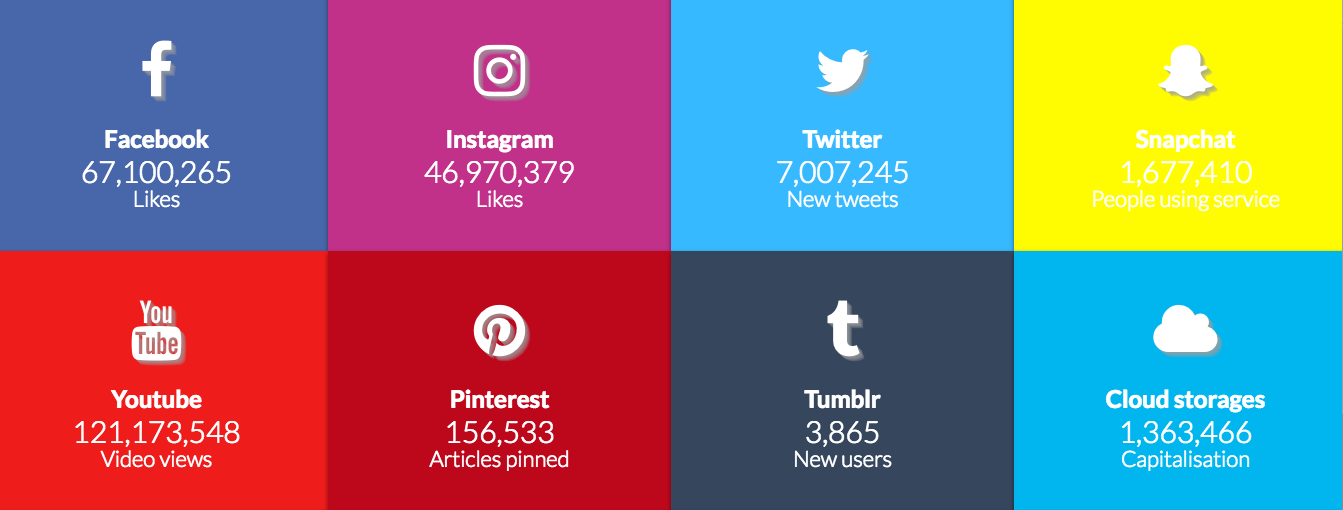 Facebook
67,100,265
Likes
Instagram
46,970,379
Likes
Twitter
7,007,245
New tweets
Snapchat
1,677,410
People using service
You
Tube
Youtube
121,173,548
Video views
Pinterest
156,533
Articles pinned
Tumblr
3,865
New users
Cloud storages
1,363,466
Capitalisation